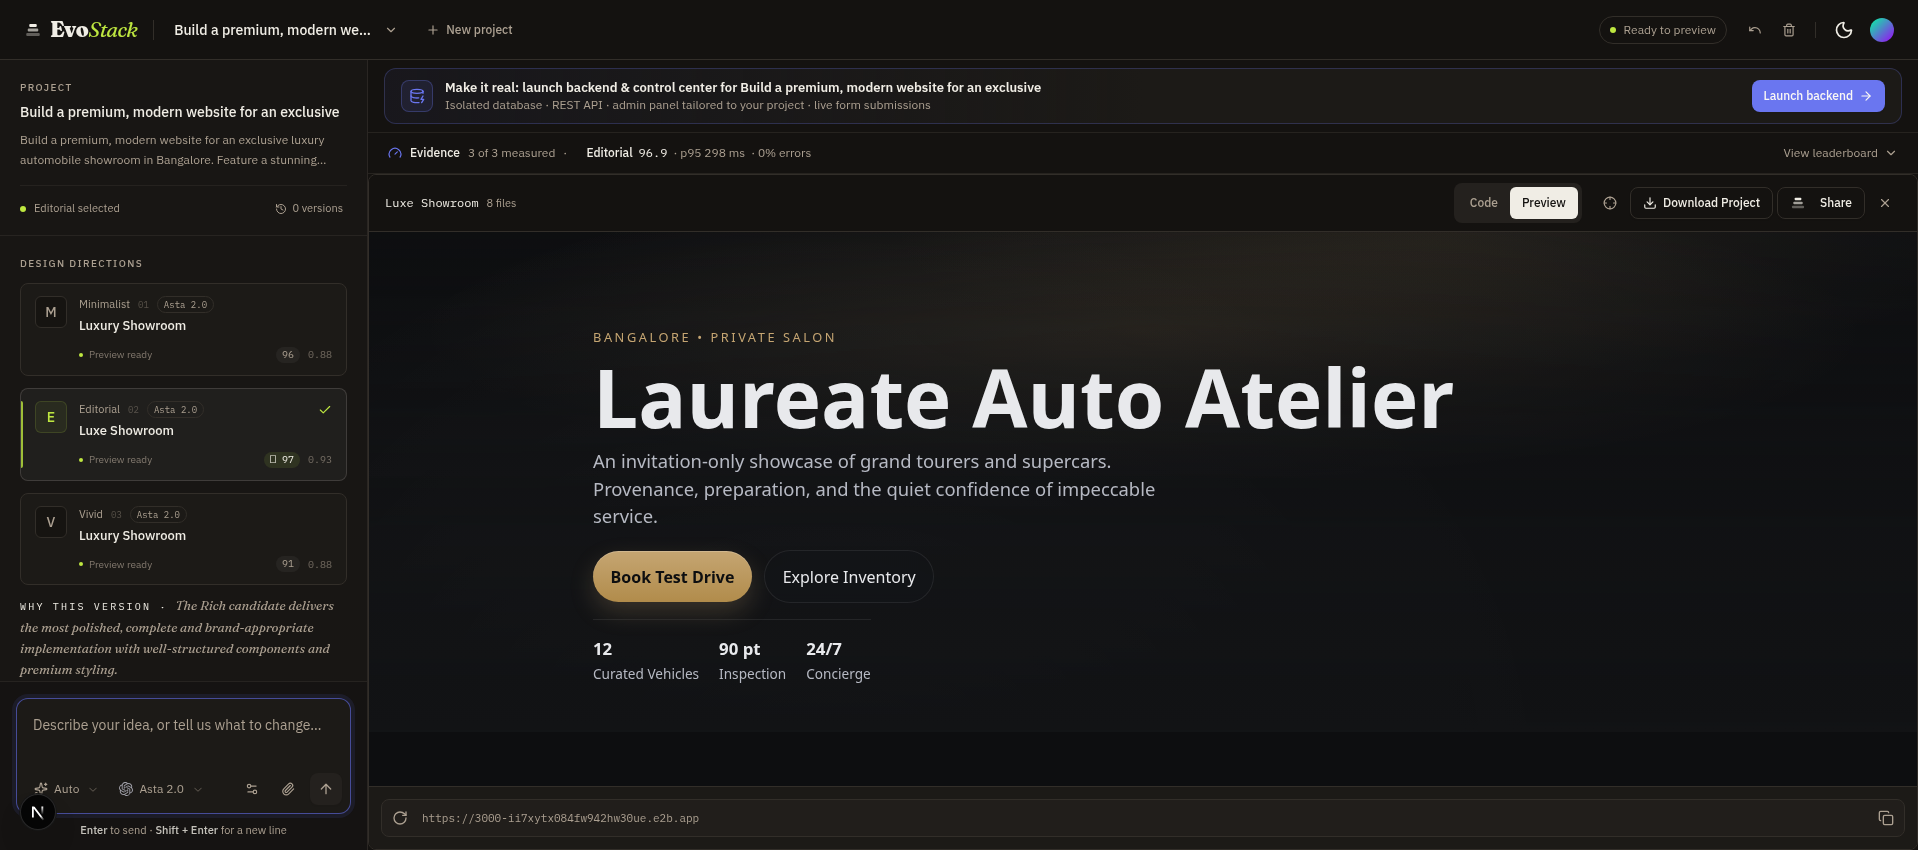 EvoStack
Build a premium, modern we...
New project
Ready to preview
PROJECT
Build a premium, modern website for an exclusive
Build a premium, modern website for an exclusive luxury
automobile showroom in Bangalore. Feature a stunning...
Editorial selected
0 versions
DESIGN DIRECTIONS
M
Minimalist 01 Asta 2.0
Luxury Showroom
Preview ready
96 0.88
E
Editorial 02 Asta 2.0
Luxe Showroom
Preview ready
97 0.93
V
Vivid 03 Asta 2.0
Luxury Showroom
Preview ready
91 0.88
WHY THIS VERSION · The Rich candidate delivers
the most polished, complete and brand-appropriate
implementation with well-structured components and
premium styling.
Describe your idea, or tell us what to change...
Auto
Asta 2.0
N
Enter to send · Shift + Enter for a new line
Make it real: launch backend & control center for Build a premium, modern website for an exclusive
Isolated database · REST API · admin panel tailored to your project · live form submissions
Launch backend
Evidence 3 of 3 measured · Editorial 96.9 · p95 298 ms · 0% errors
View leaderboard
Luxe Showroom 8 files
Code
Preview
Download Project
Share
BANGALORE • PRIVATE SALON
Laureate Auto Atelier
An invitation-only showcase of grand tourers and supercars.
Provenance, preparation, and the quiet confidence of impeccable
service.
Book Test Drive
Explore Inventory
12 90 pt 24/7
Curated Vehicles Inspection Concierge
https://3000-ii7xytx084fw942hw30ue.e2b.app